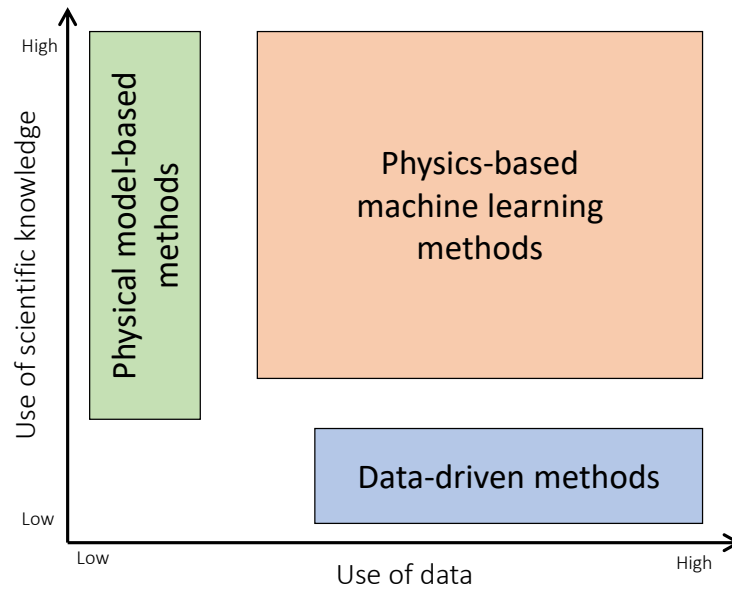 High
Use of scientific knowledge
Low
Physical model-based
methods
Physics-based
machine learning
methods
Data-driven methods
Low
High
Use of data